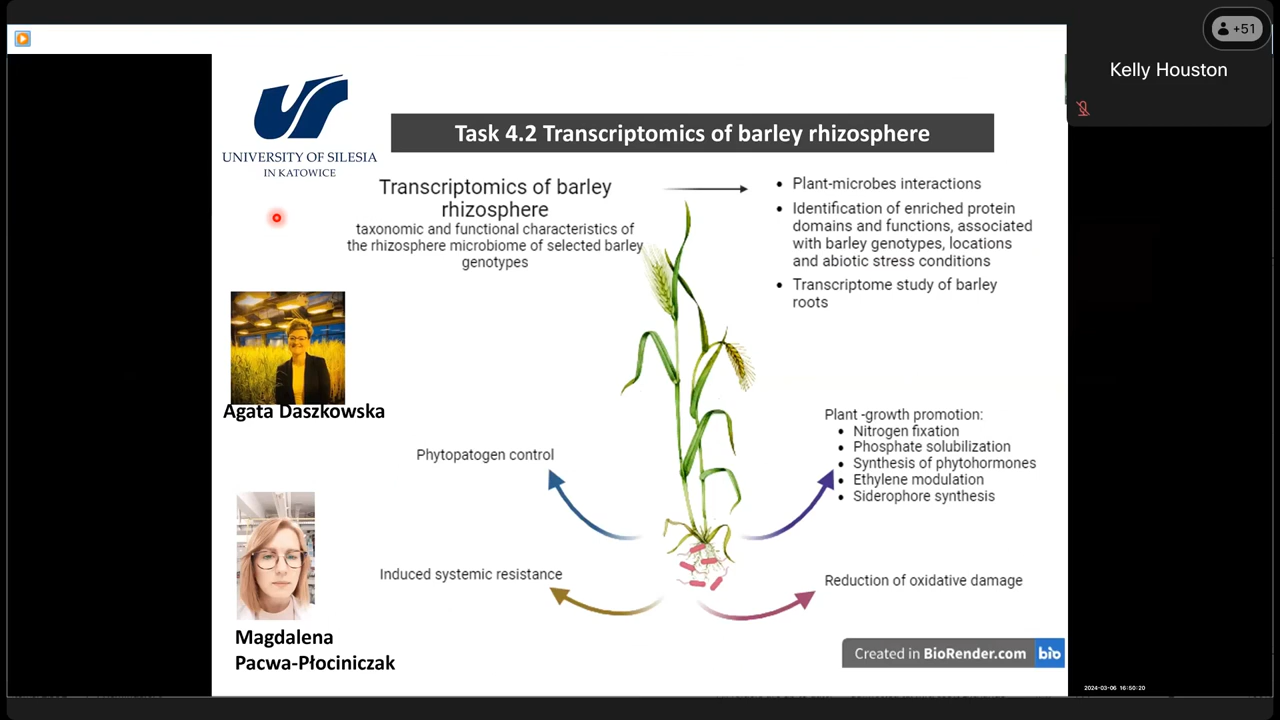 +51
Kelly Houston
UNIVERSITY OF SILESIA
IN KATOWICE
Task 4.2 Transcriptomics of barley rhizosphere
Transcriptomics of barley
rhizosphere
taxonomic and functional characteristics of
the rhizosphere microbiome of selected barley
genotypes
• Plant-microbes interactions
• Identification of enriched protein
domains and functions, associated
with barley genotypes, locations
and abiotic stress conditions
• Transcriptome study of barley
roots
Agata Daszkowska
Phytopatogen control
Plant -growth promotion:
• Nitrogen fixation
• Phosphate solubilization
• Synthesis of phytohormones
• Ethylene modulation
• Siderophore synthesis
Induced systemic resistance
Reduction of oxidative damage
Magdalena
Pacwa-Płociniczak
Created in BioRender.com bio
2024-03-06 16:50:20